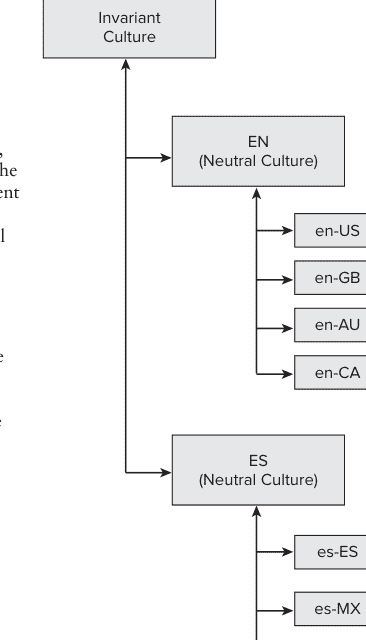 Invariant
Culture
EN
(Neutral Culture)
en-US
en-GB
en-AU
en-CA
ES
(Neutral Culture)
es-ES
es-MX